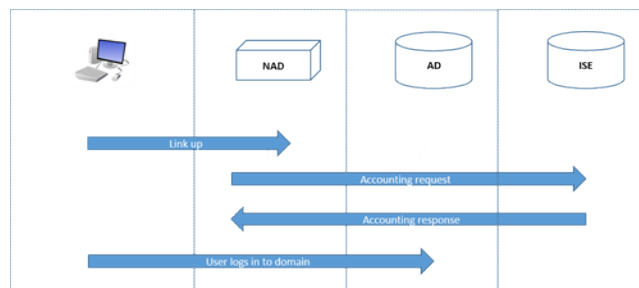 NAD
AD
ISE
Link up
Accounting request
Accounting response
User logs in to domain